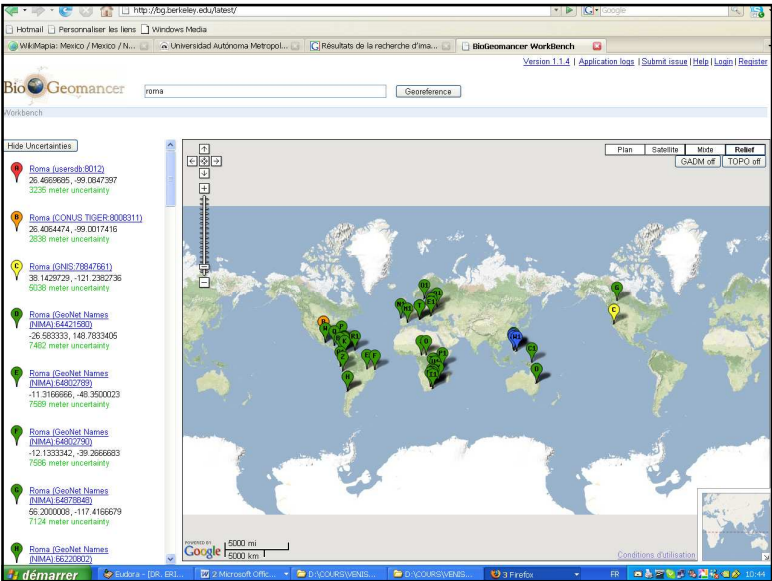 http://bg.berkeley.edu/latest/
Google
Hotmail
Personnaliser les liens
Windows Media
WikiMapia: Mexico / Mexico / N...
Universidad Autónoma Metropol...
Résultats de la recherche d'ima...
BioGeomancer WorkBench
Version 1.1.4 | Application logs | Submit issue | Help | Login | Register
BioGeomancer
roma
Georeference
Workbench
Hide Uncertainties
Plan
Satellite
Mixte
Relief
GADM off
TOPO off
A
Roma (usersdb:8012)
26.4669685, -99.0847397
3235 meter uncertainty
B
Roma (CONUS TIGER:8008311)
26.4064474, -99.0017416
2838 meter uncertainty
C
Roma (GNIS:78847661)
38.1429729, -121.2382736
5038 meter uncertainty
D
Roma (GeoNet Names
(NIMA):64421580)
-26.583333, 148.7833405
7482 meter uncertainty
E
Roma (GeoNet Names
(NIMA):64802789)
-11.3166666, -48.3500023
7589 meter uncertainty
F
Roma (GeoNet Names
(NIMA):64802790)
-12.1333342, -39.2666683
7586 meter uncertainty
G
Roma (GeoNet Names
(NIMA):64878848)
56.2000008, -117.4166679
7124 meter uncertainty
H
Roma (GeoNet Names
(NIMA):66220802)
POWERED BY
Google
5000 mi
5000 km
Conditions d'utilisation
démarrer
Eudora - [DR. ERI...
2 Microsoft Offic...
D:\COURS\VENIS...
D:\COURS\VENIS...
3 Firefox
FR
10:44